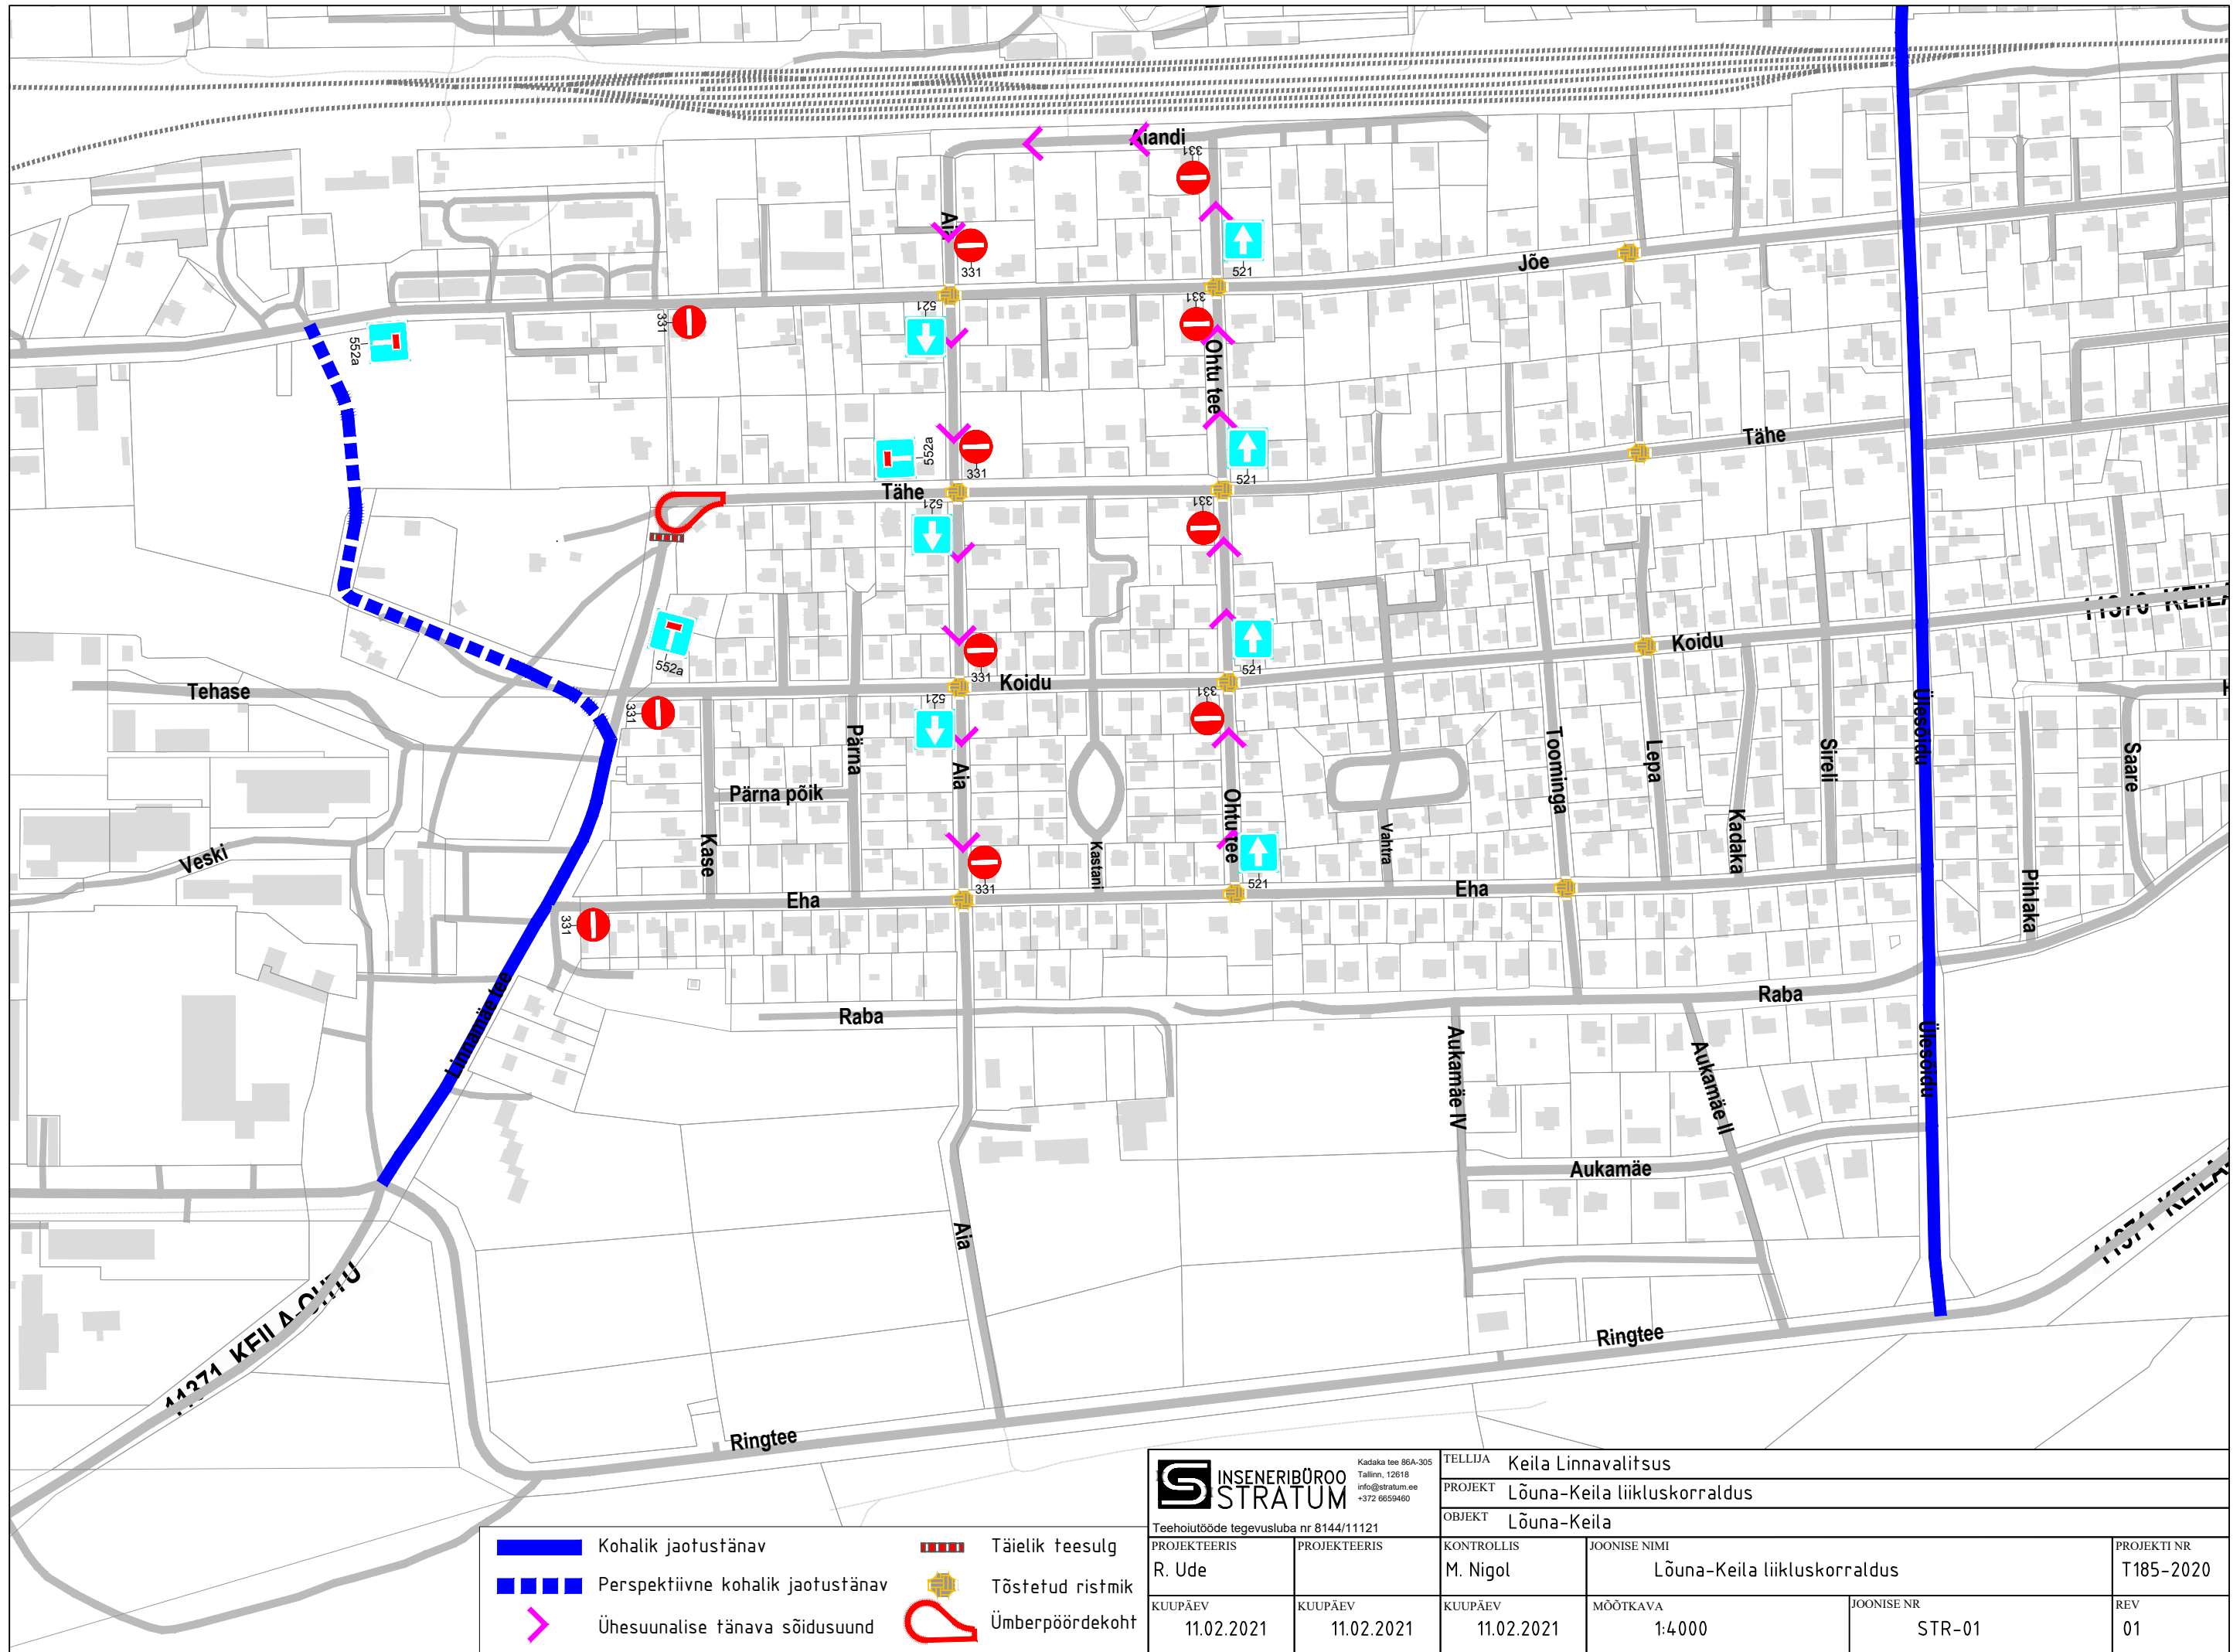 Aiandi
331
Aia
331
521
Jõe
331
521
331
552a
Ohtu tee
Tähe
552a
331
521
Tähe
521
331
11370 KEILA
552a
521
Koidu
331
Koidu
331
331
521
Tehase
Ülesõidu
Pärna
Aia
Toominga
Lepa
Sireli
Saare
Pärna põik
Ohtu tee
Kase
Vahtra
Kadaka
Kastani
Veski
331
521
Eha
Eha
Pihlaka
331
Linnamäe tee
Raba
Raba
Ülesõidu
Aukamäe IV
Aukamäe II
Aukamäe
Aia
11371 KEILA-OHTU
11371 KEILA
Ringtee
Ringtee
Kohalik jaotustänav
Perspektiivne kohalik jaotustänav
Ühesuunalise tänava sõidusuund
Täielik teesulg
Tõstetud ristmik
Ümberpöördekoht
INSENERIBÜROO
STRATUM
Kadaka tee 86A-305
Tallinn, 12618
info@stratum.ee
+372 6659460
Teehoiutööde tegevusluba nr 8144/11121
TELLIJA Keila Linnavalitsus
PROJEKT Lõuna-Keila liikluskorraldus
OBJEKT Lõuna-Keila
PROJEKTEERIS
R. Ude
PROJEKTEERIS
KONTROLLIS
M. Nigol
JOONISE NIMI
Lõuna-Keila liikluskorraldus
PROJEKTI NR
T185-2020
KUUPÄEV
11.02.2021
KUUPÄEV
11.02.2021
KUUPÄEV
11.02.2021
MÕÕTKAVA
1:4000
JOONISE NR
STR-01
REV
01